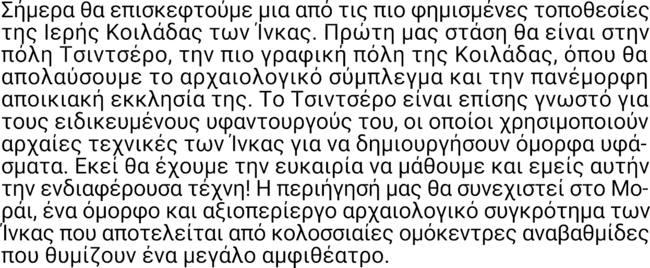 Σήμερα θα επισκεφτούμε μια από τις πιο φημισμένες τοποθεσίες
της Ιερής Κοιλάδας των Ίνκας. Πρώτη μας στάση θα είναι στην
πόλη Τσιντσέρο, την πιο γραφική πόλη της Κοιλάδας, όπου θα
απολαύσουμε το αρχαιολογικό σύμπλεγμα και την πανέμορφη
αποικιακή εκκλησία της. Το Τσιντσέρο είναι επίσης γνωστό για
τους ειδικευμένους υφαντουργούς του, οι οποίοι χρησιμοποιούν
αρχαίες τεχνικές των Ίνκας για να δημιουργήσουν όμορφα υφά-
σματα. Εκεί θα έχουμε την ευκαιρία να μάθουμε και εμείς αυτήν
την ενδιαφέρουσα τέχνη! Η περιήγησή μας θα συνεχιστεί στο Μο-
ράι, ένα όμορφο και αξιοπερίεργο αρχαιολογικό συγκρότημα των
Ίνκας που αποτελείται από κολοσσιαίες ομόκεντρες αναβαθμίδες
που θυμίζουν ένα μεγάλο αμφιθέατρο.